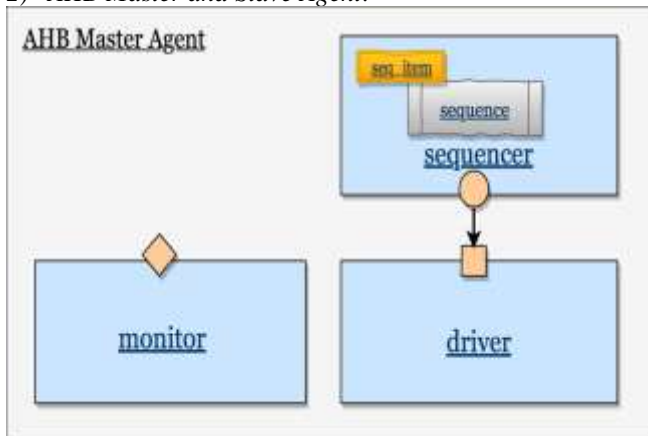 2) AHB Master and Slave Agent:
AHB Master Agent
seq_item
sequence
sequencer
monitor
driver